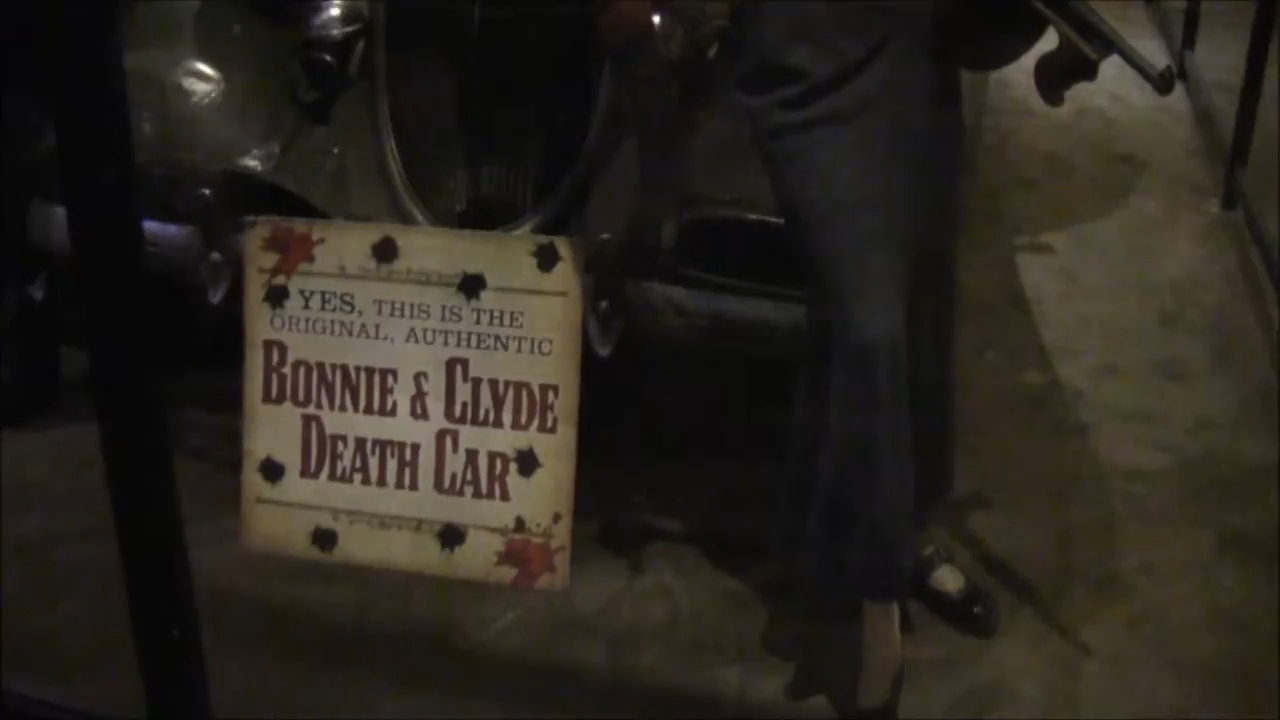 YES, THIS IS THE
ORIGINAL, AUTHENTIC
BONNIE & CLYDE
DEATH CAR